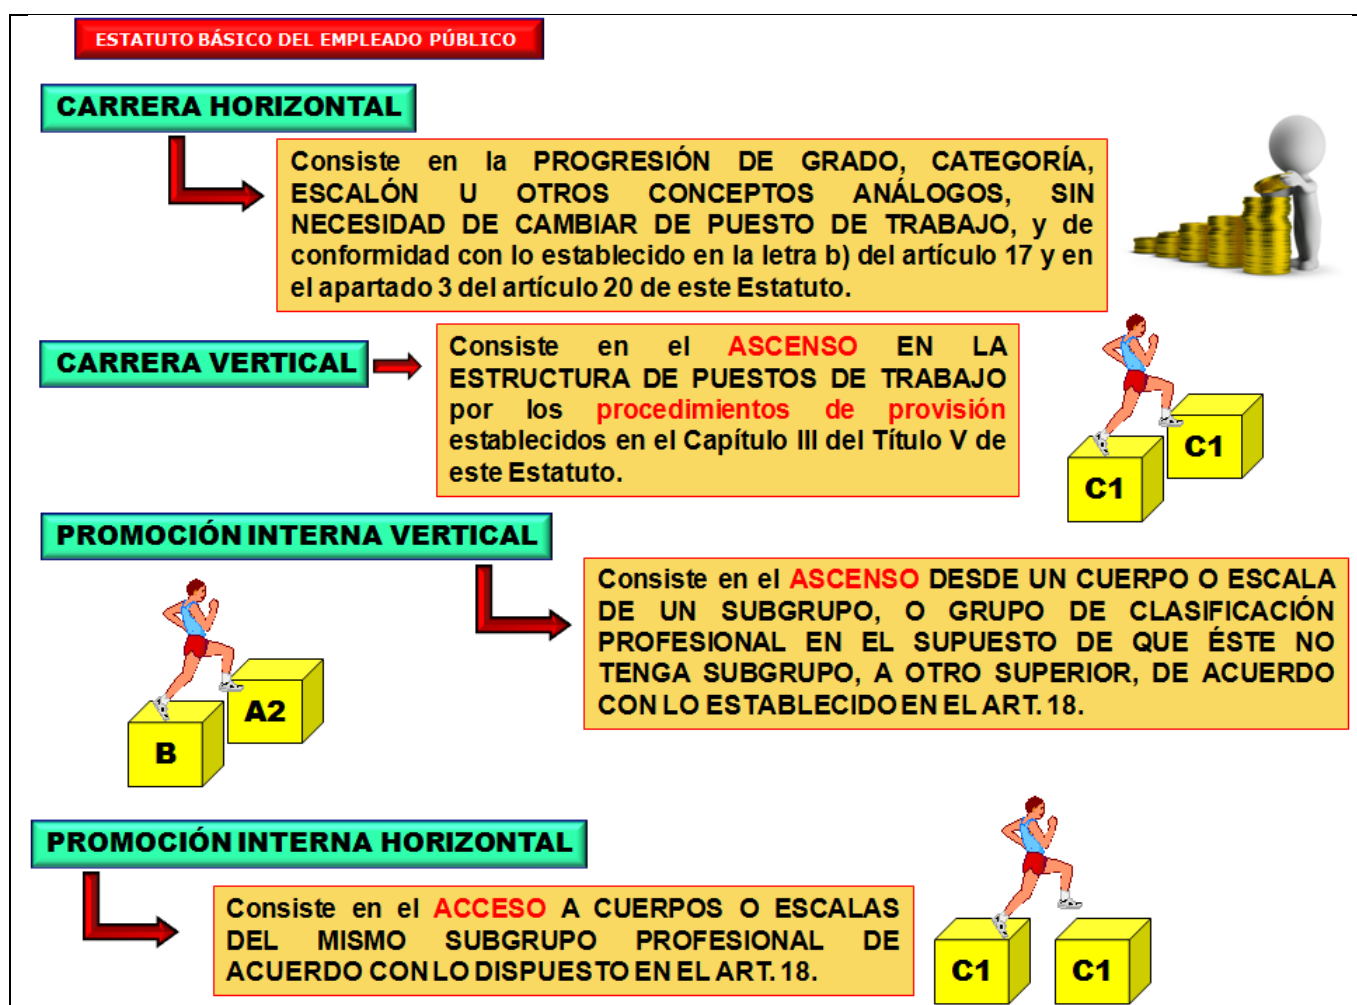 ESTATUTO BÁSICO DEL EMPLEADO PÚBLICO
CARRERA HORIZONTAL
Consiste en la PROGRESIÓN DE GRADO, CATEGORÍA,
ESCALÓN U OTROS CONCEPTOS ANÁLOGOS, SIN
NECESIDAD DE CAMBIAR DE PUESTO DE TRABAJO, y de
conformidad con lo establecido en la letra b) del artículo 17 y en
el apartado 3 del artículo 20 de este Estatuto.
CARRERA VERTICAL
Consiste en el ASCENSO EN LA
ESTRUCTURA DE PUESTOS DE TRABAJO
por los procedimientos de provisión
establecidos en el Capítulo III del Título V de
este Estatuto.
C1
C1
PROMOCIÓN INTERNA VERTICAL
Consiste en el ASCENSO DESDE UN CUERPO O ESCALA
DE UN SUBGRUPO, O GRUPO DE CLASIFICACIÓN
PROFESIONAL EN EL SUPUESTO DE QUE ÉSTE NO
TENGA SUBGRUPO, A OTRO SUPERIOR, DE ACUERDO
CON LO ESTABLECIDO EN EL ART. 18.
A2
B
PROMOCIÓN INTERNA HORIZONTAL
Consiste en el ACCESO A CUERPOS O ESCALAS
DEL MISMO SUBGRUPO PROFESIONAL DE
ACUERDO CON LO DISPUESTO EN EL ART. 18.
C1
C1